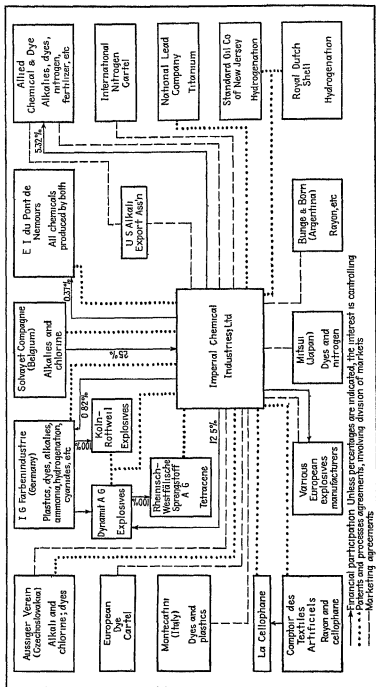 Allied
Chemical & Dye
Alkalies, dyes,
nitrogen,
fertilizer, etc
International
Nitrogen
Cartel
National Lead
Company
Titanium
Standard Oil Co
of New Jersey
Hydrogenation
Royal Dutch
Shell
Hydrogenation
5.32%
E I du Pont de
Nemours
All chemicals
produced by both
U S Alkali
Export Ass'n
Bunge & Born
(Argentina)
Rayon, etc
0.37%
Solvay et Compagnie
(Belgium)
Alkalies and
chlorine
25%
Imperial Chemical
Industries, Ltd
Mitsui (Japan)
Dyes and
nitrogen
I G Farbenindustrie
(Germany)
Plastics, dyes, alkalies,
ammonia, hydrogenation,
cyanudes, etc
0.82%
100%
Koln-
Rottweil
Explosives
Dynamit A G
Explosives
100%
Rheinisch-
Westfälische
Sprengstoff
A G
Tetracene
12 5%
Various
European
explosives
manufacturers
Aussiger Verein
(Czechoslovakia)
Alkali and
chlorine; dyes
European
Dye
Cartel
Montecatini
(Italy)
Dyes and
plastics
La Cellophane
Comptoir des
Textiles
Artificiels
Rayon and
cellophane
Financial participation Unless percentages are indicated, the interest is controlling
Patents and processes agreements, involving division of markets
Marketing agreements